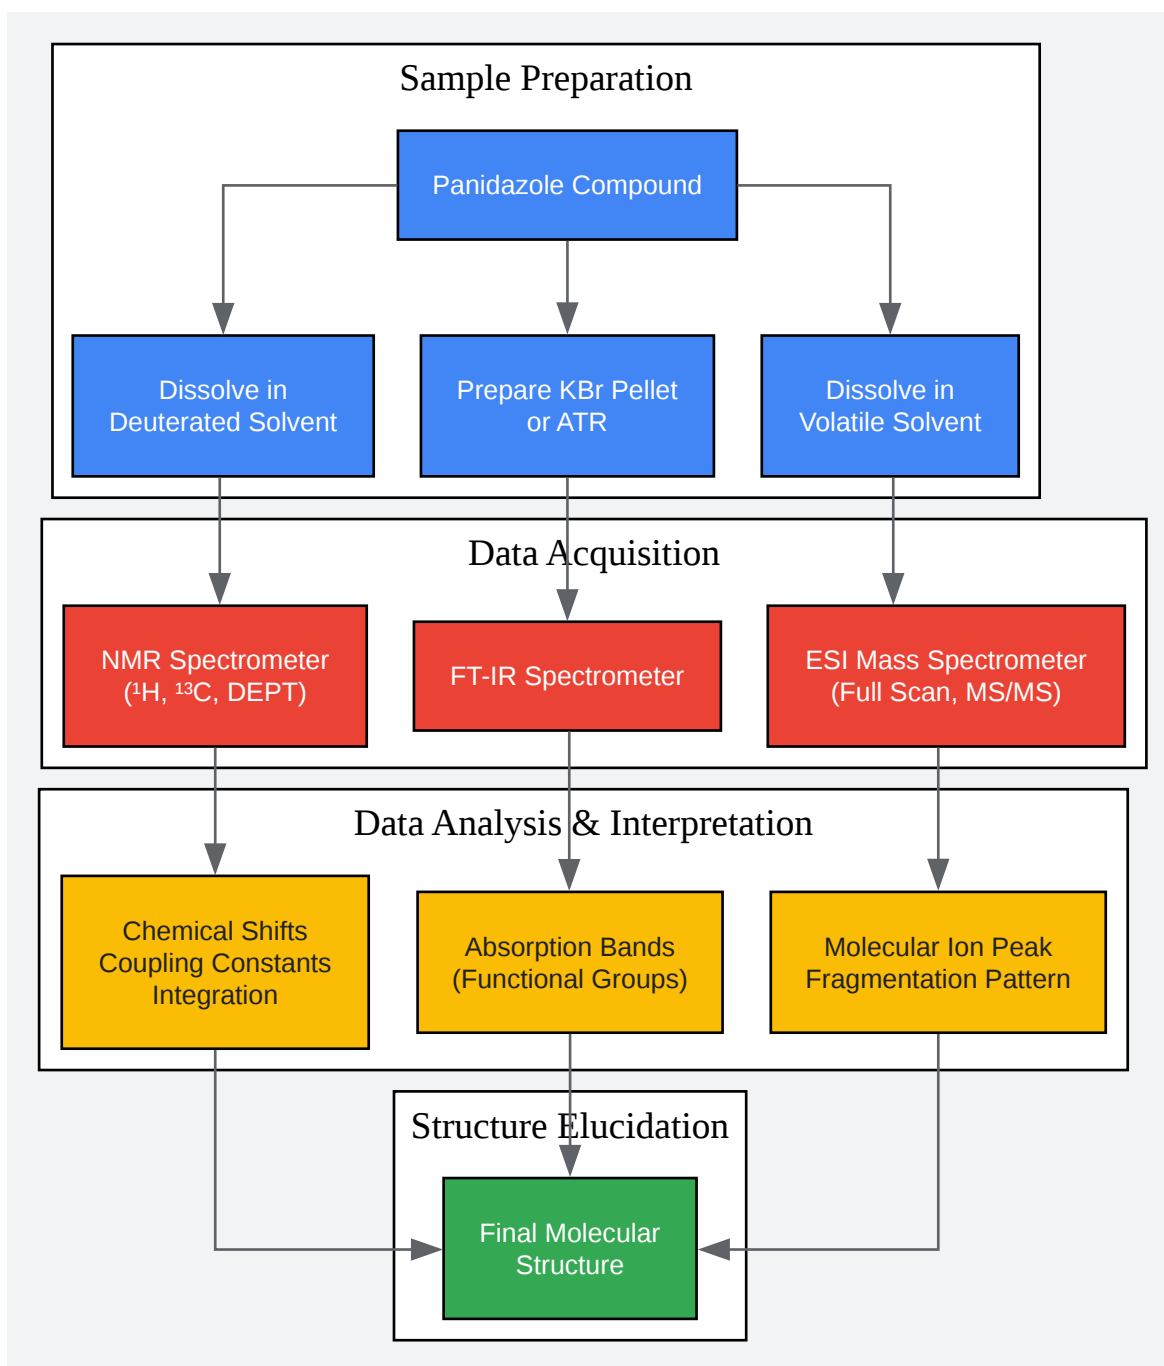 Sample Preparation
Panidazole Compound
Dissolve in
Deuterated Solvent
Prepare KBr Pellet
or ATR
Dissolve in
Volatile Solvent
Data Acquisition
NMR Spectrometer
(¹H, ¹³C, DEPT)
FT-IR Spectrometer
ESI Mass Spectrometer
(Full Scan, MS/MS)
Data Analysis & Interpretation
Chemical Shifts
Coupling Constants
Integration
Absorption Bands
(Functional Groups)
Molecular Ion Peak
Fragmentation Pattern
Structure Elucidation
Final Molecular
Structure